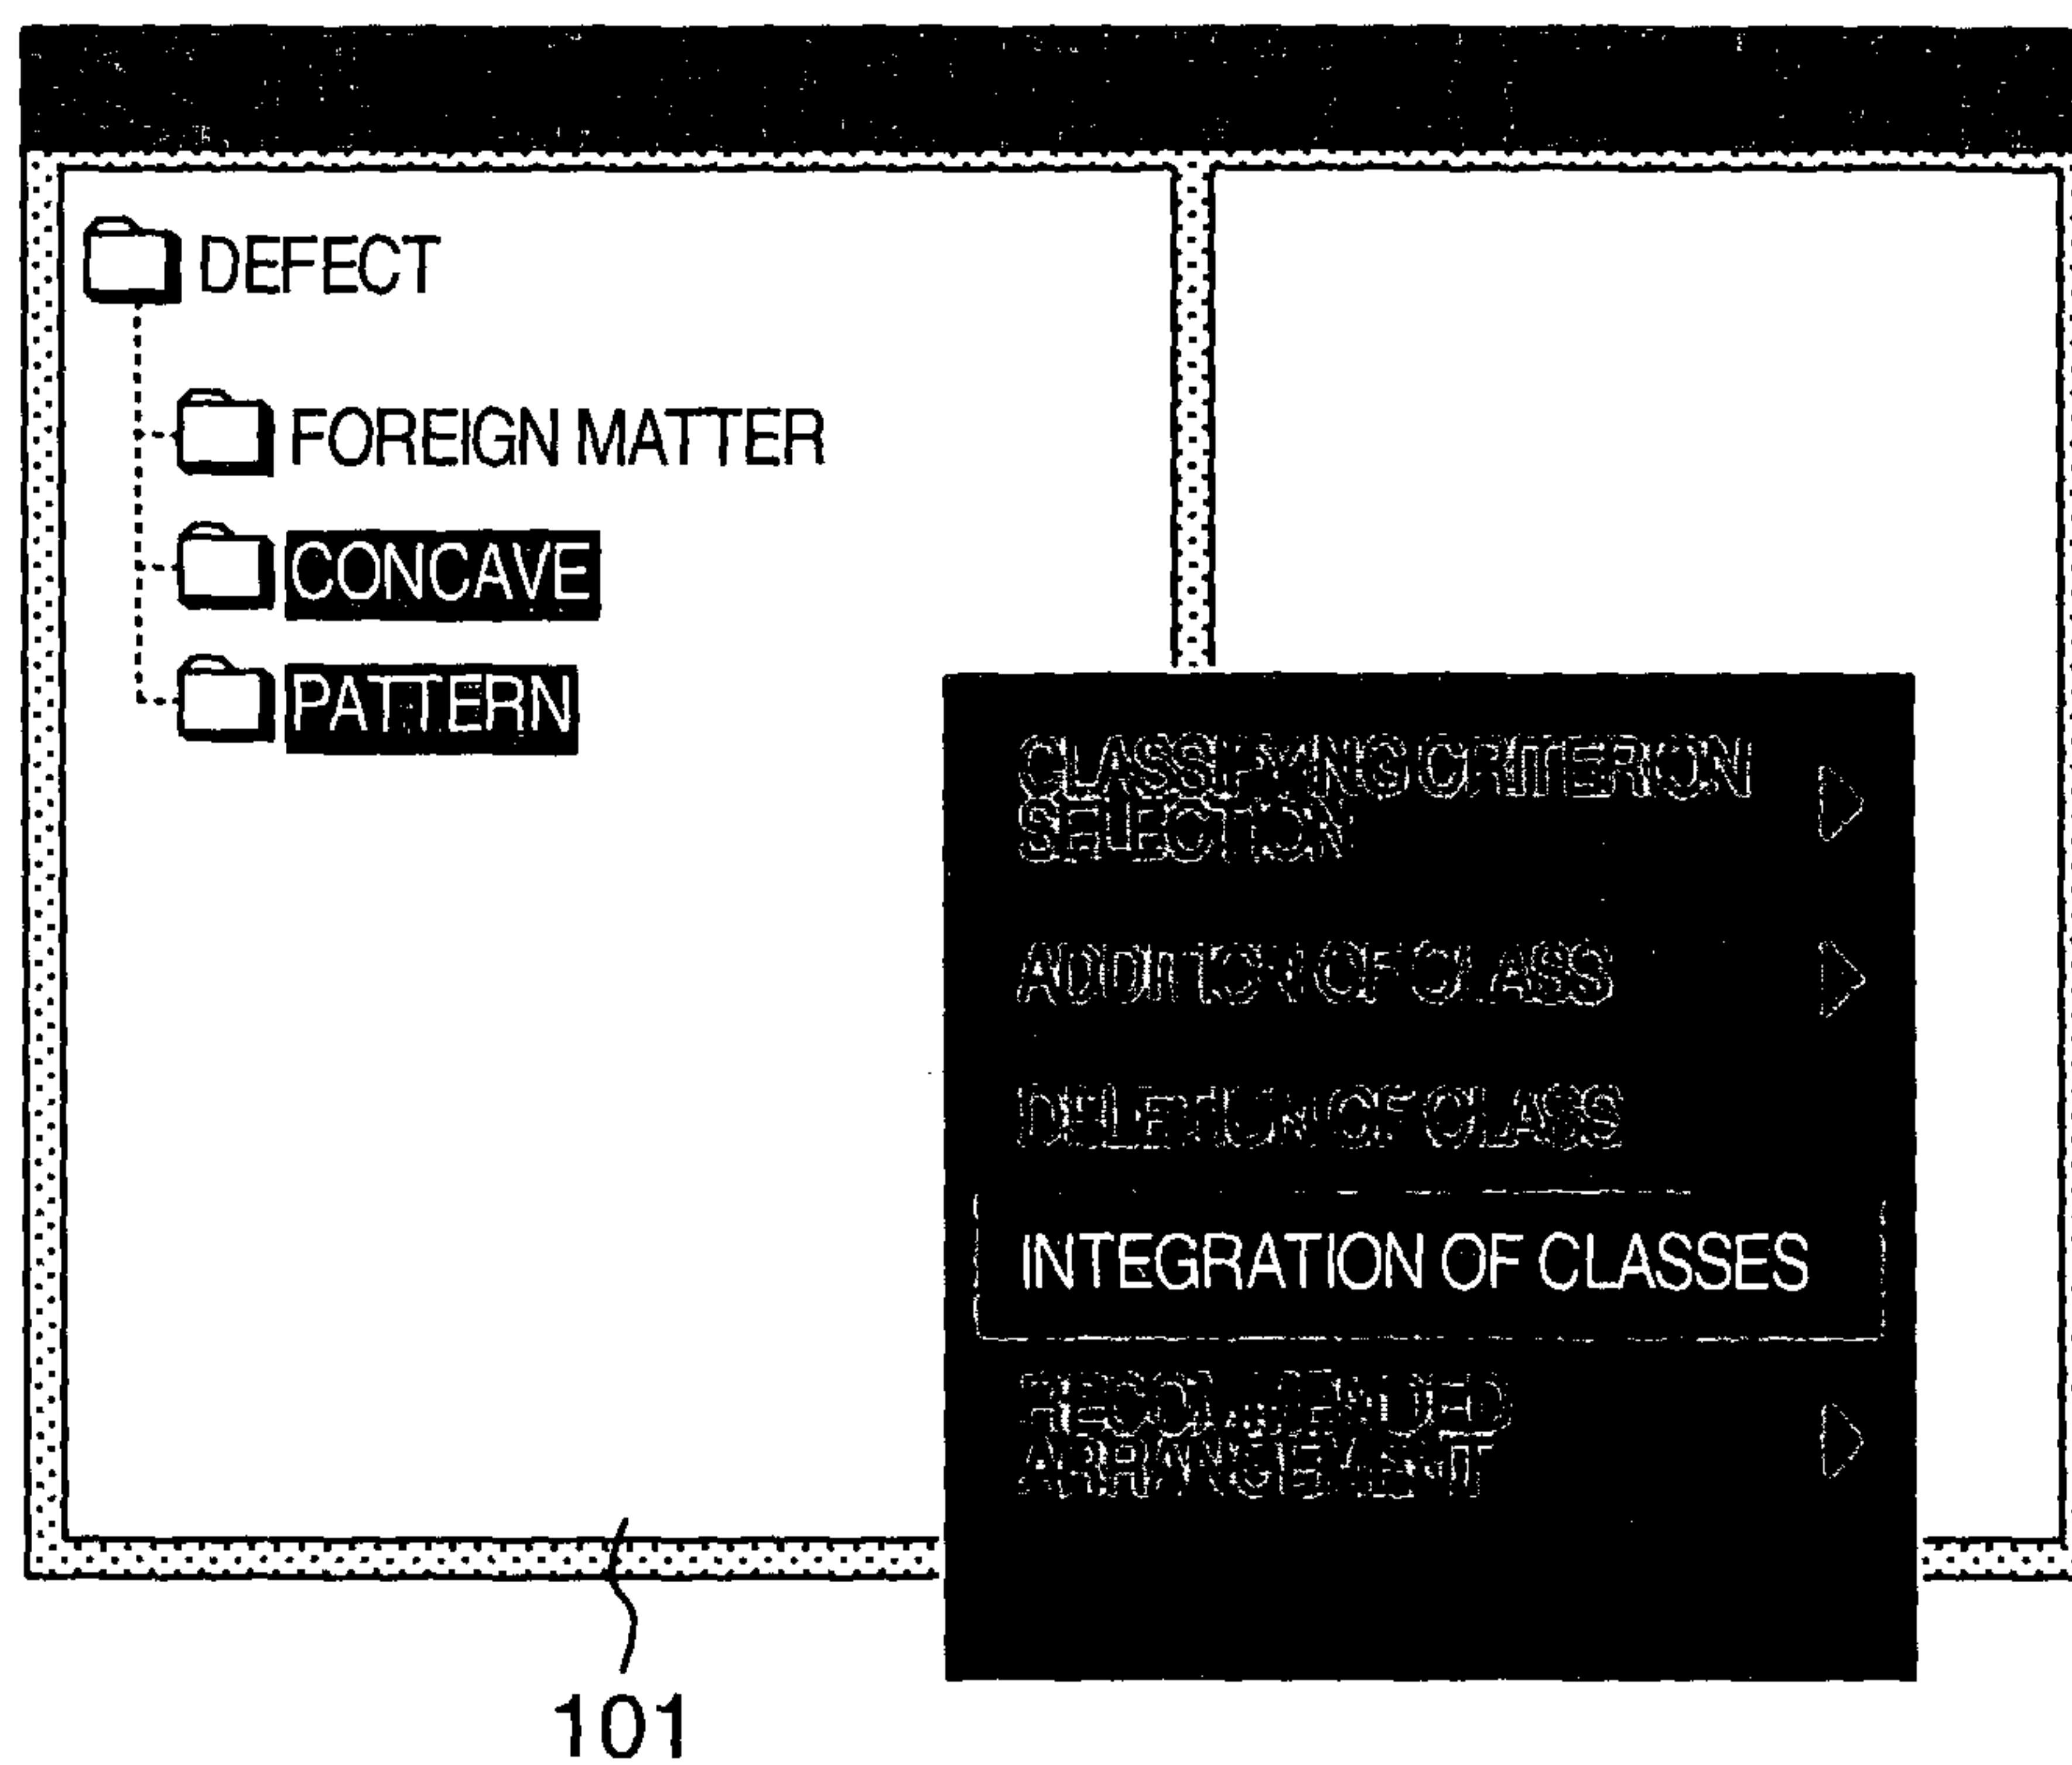 DEFECT
FOREIGN MATTER
CONCAVE
PATTERN
CLASSIFYING CRITERION
SELECTION
ADDITION OF CLASS
DELETION OF CLASS
INTEGRATION OF CLASSES
RECOMMENDED
ARRANGEMENT
101